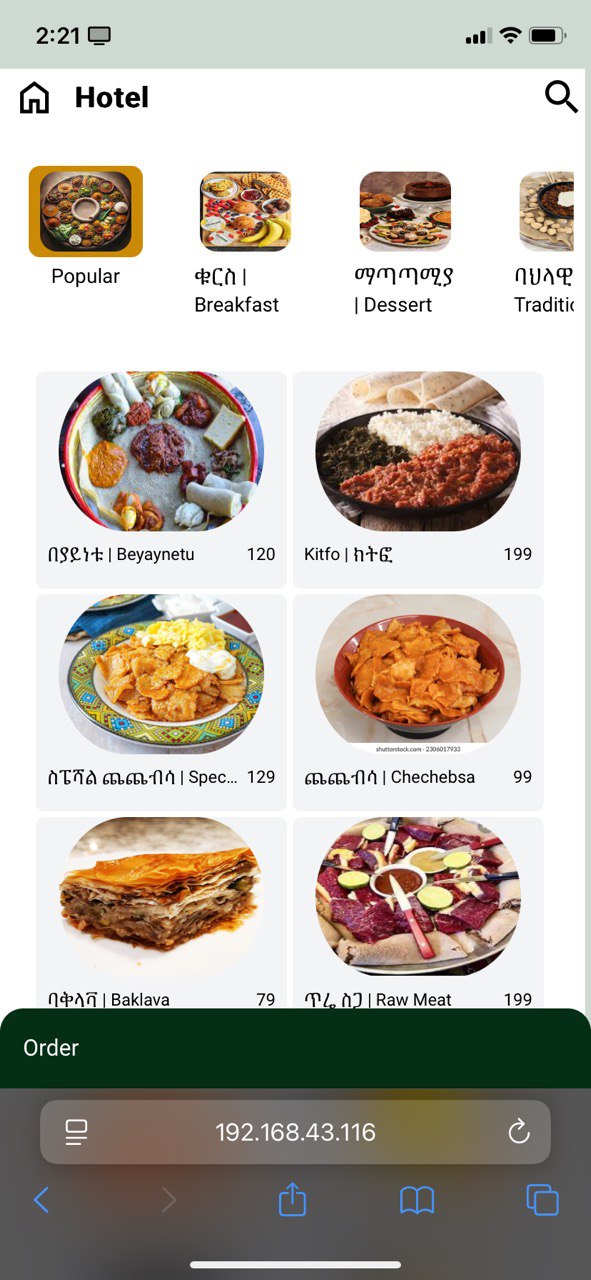 2:21
Hotel
Popular
ቁርስ |
Breakfast
ማጣጣሚያ
| Dessert
ባህላዊ
Traditic
በያይነቱ | Beyaynetu 120
Kitfo | ክትፎ 199
ስፔሻል ጨጨብሳ | Spec... 129
shutterstock.com · 2306017933
ጨጨብሳ | Chechebsa 99
ባቅላቫ | Baklava 79
ጥሬ ስጋ | Raw Meat 199
Order
192.168.43.116